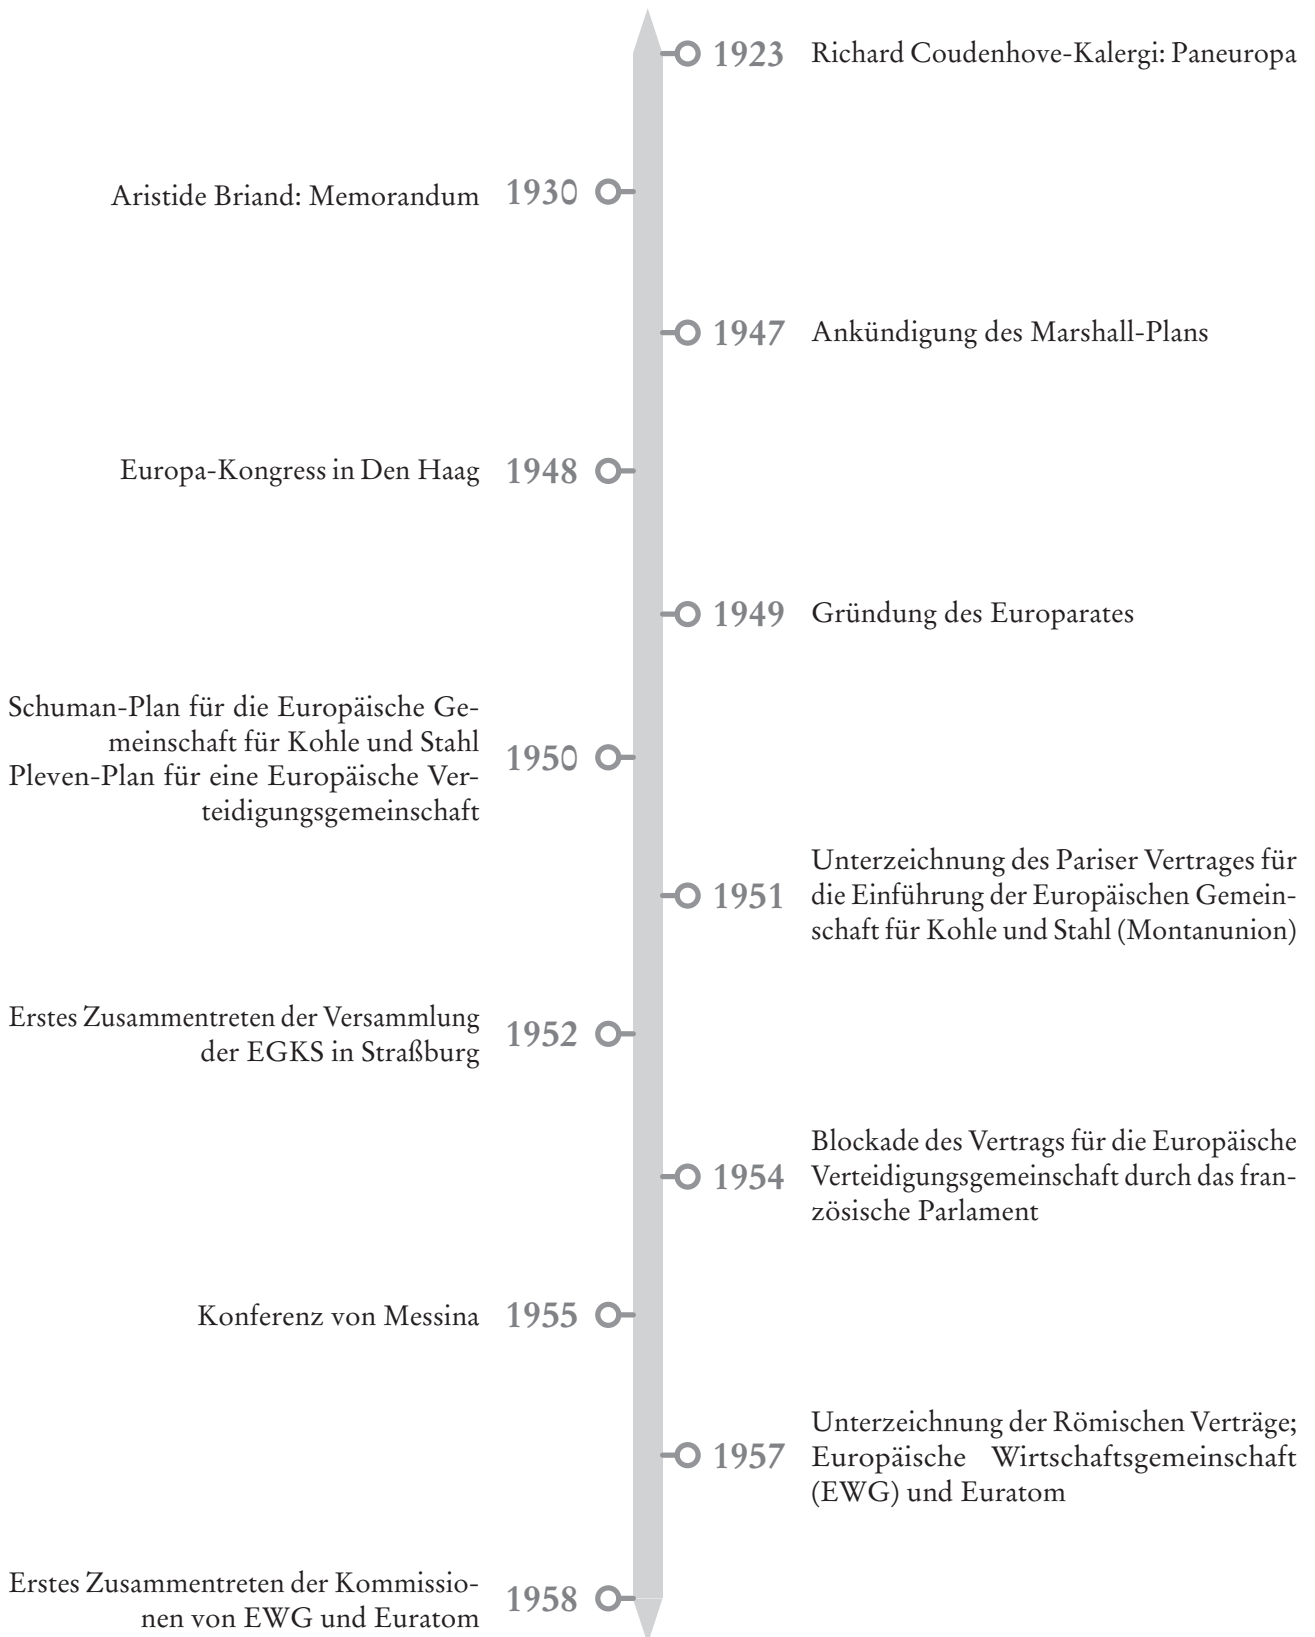 1923 Richard Coudenhove-Kalergi: Paneuropa
Aristide Briand: Memorandum 1930
1947 Ankündigung des Marshall-Plans
Europa-Kongress in Den Haag 1948
1949 Gründung des Europarates
Schuman-Plan für die Europäische Ge-
meinschaft für Kohle und Stahl
Pleven-Plan für eine Europäische Ver-
teidigungsgemeinschaft
1950
Unterzeichnung des Pariser Vertrages für
1951 die Einführung der Europäischen Gemein-
schaft für Kohle und Stahl (Montanunion)
Erstes Zusammentreten der Versammlung
der EGKS in Straßburg
1952
Blockade des Vertrags für die Europäische
1954 Verteidigungsgemeinschaft durch das fran-
zösische Parlament
Konferenz von Messina 1955
Unterzeichnung der Römischen Verträge;
1957 Europäische Wirtschaftsgemeinschaft
(EWG) und Euratom
Erstes Zusammentreten der Kommissio-
nen von EWG und Euratom
1958